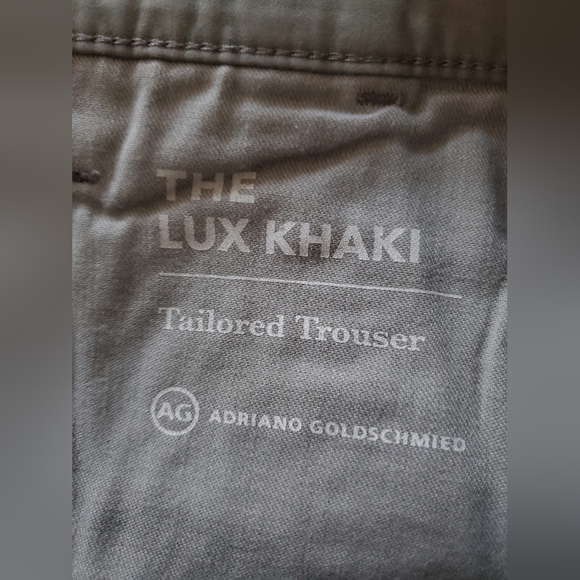 THE
LUX KHAKI
Tailored Trouser
AG ADRIANO GOLDSCHMIED